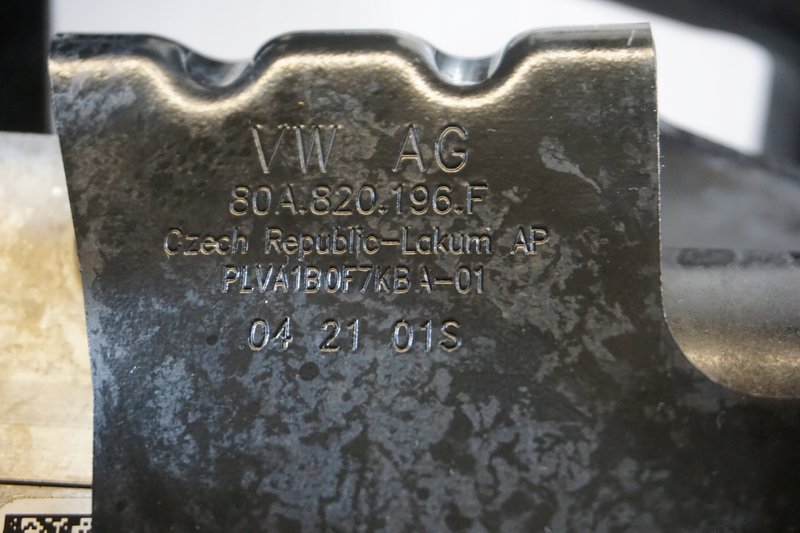 VW AG
80A.820.196.F
Czech Republic-Lakum AP
PLVA1B0F7KBA-01
04 21 01S